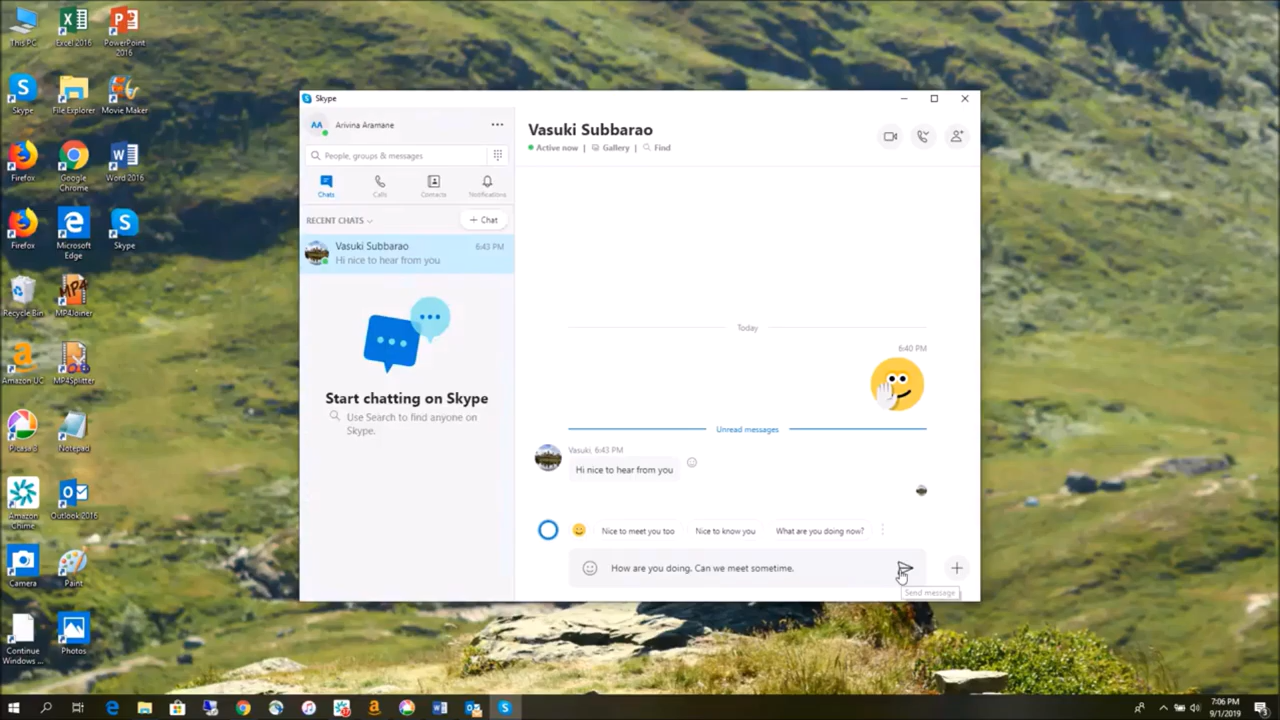 This PC
Excel 2016
PowerPoint
2016
Skype
File Explorer
Movie Maker
Firefox
Google
Chrome
Word 2016
Firefox
Microsoft
Edge
Skype
Recycle Bin
MP4Joiner
Amazon UC
MP4Splitter
Picasa 3
Notepad
Amazon
Chime
Outlook 2016
Camera
Paint
Continue
Windows ...
Photos
Skype
AA
Arivina Aramane
People, groups & messages
Chats
Calls
Contacts
Notifications
RECENT CHATS
+ Chat
Vasuki Subbarao
6:43 PM
Hi nice to hear from you
Start chatting on Skype
Use Search to find anyone on
Skype.
Vasuki Subbarao
Active now | Gallery | Find
Today
6:40 PM
Unread messages
Vasuki, 6:43 PM
Hi nice to hear from you
Nice to meet you too
Nice to know you
What are you doing now?
How are you doing. Can we meet sometime.
Send message
7:06 PM
9/1/2019